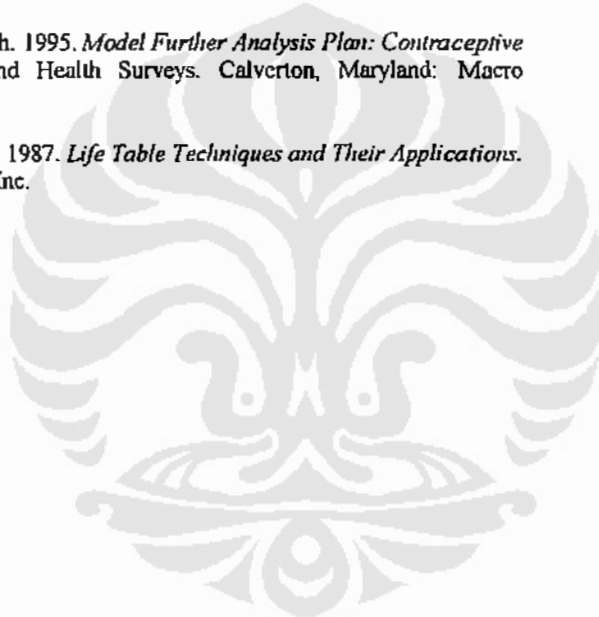 h. 1995. Model Further Analysis Plan: Contraceptive
nd Health Surveys. Calverton, Maryland: Macro
1987. Life Table Techniques and Their Applications.
Inc.